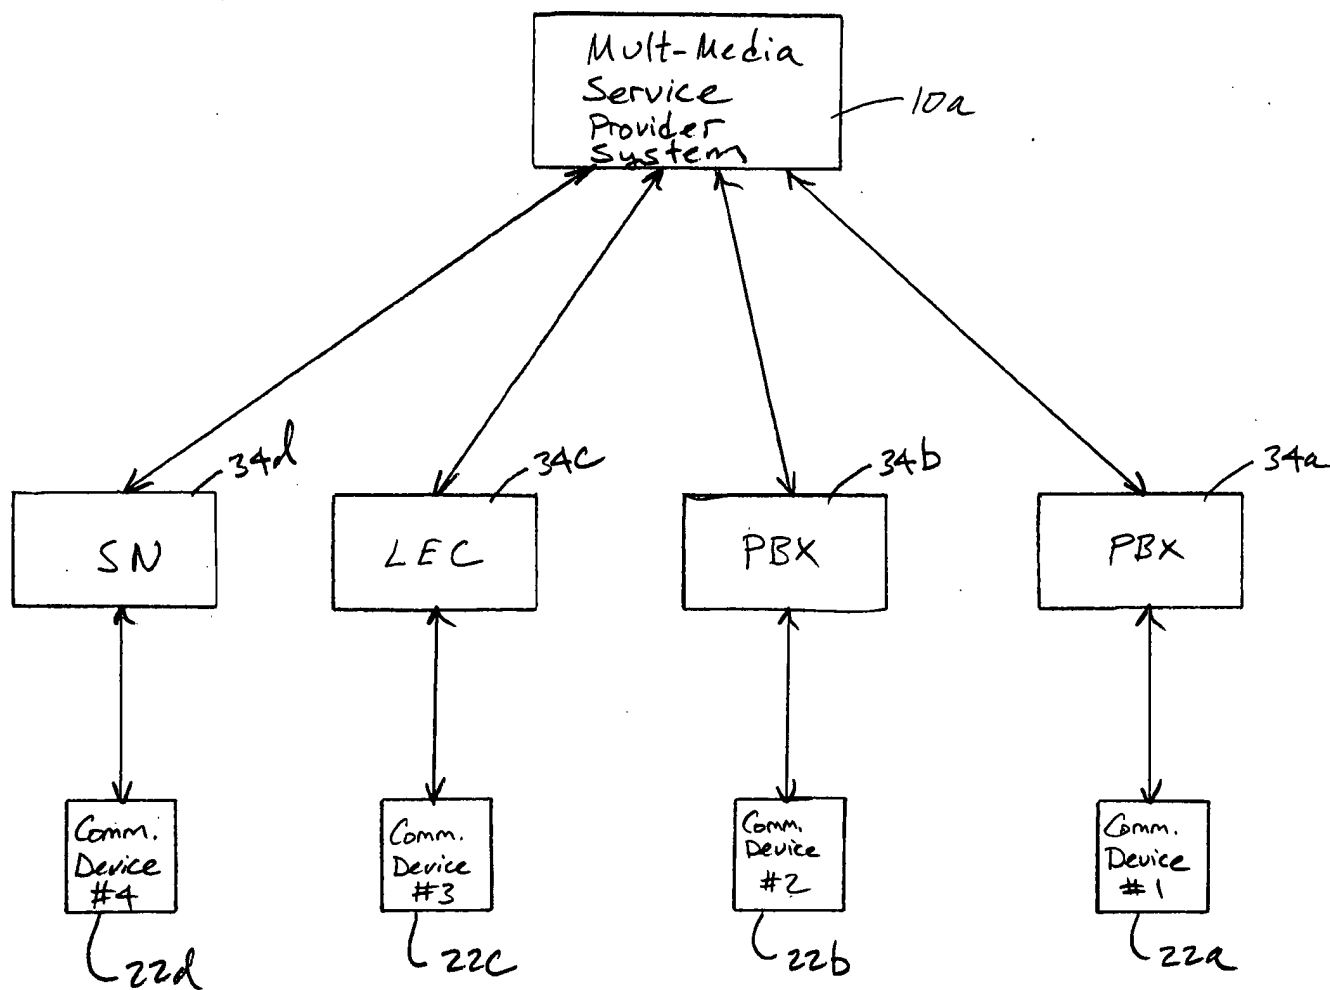 Mult-Media
Service
Provider
System
10a
34d
34c
34b
34a
SN
LEC
PBX
PBX
Comm.
Device
#4
Comm.
Device
#3
Comm.
Device
#2
Comm.
Device
#1
22d
22c
22b
22a